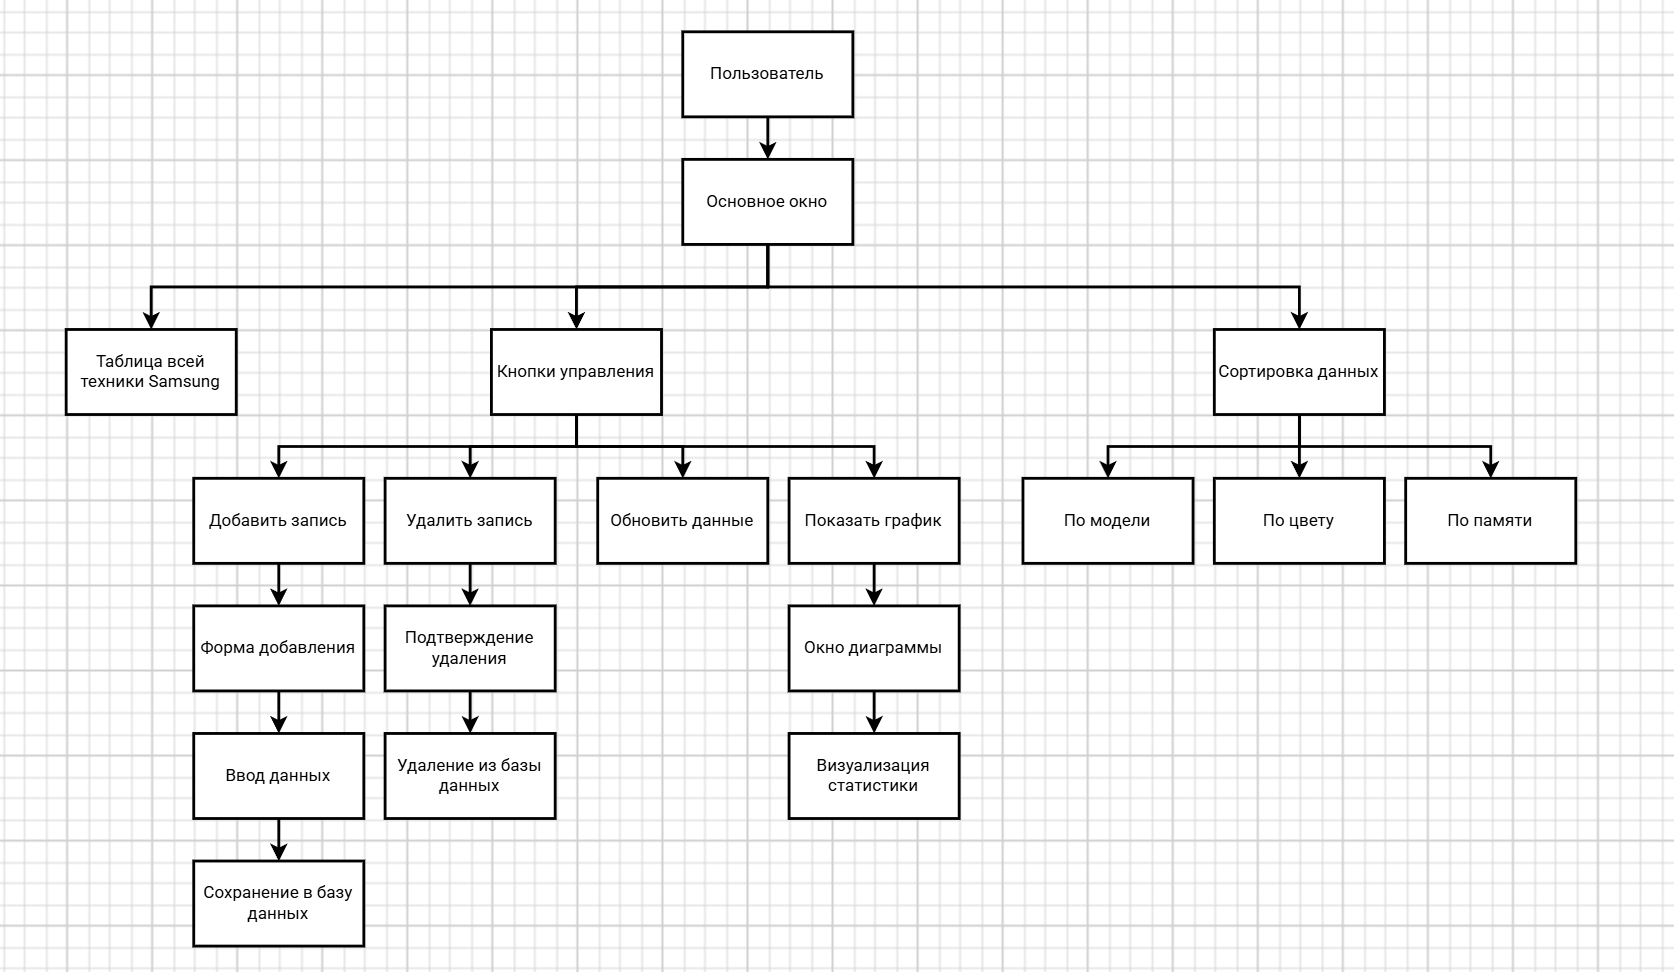 Пользователь
Основное окно
Таблица всей
техники Samsung
Кнопки управления
Сортировка данных
Добавить запись
Удалить запись
Обновить данные
Показать график
По модели
По цвету
По памяти
Форма добавления
Подтверждение
удаления
Окно диаграммы
Ввод данных
Удаление из базы
данных
Визуализация
статистики
Сохранение в базу
данных